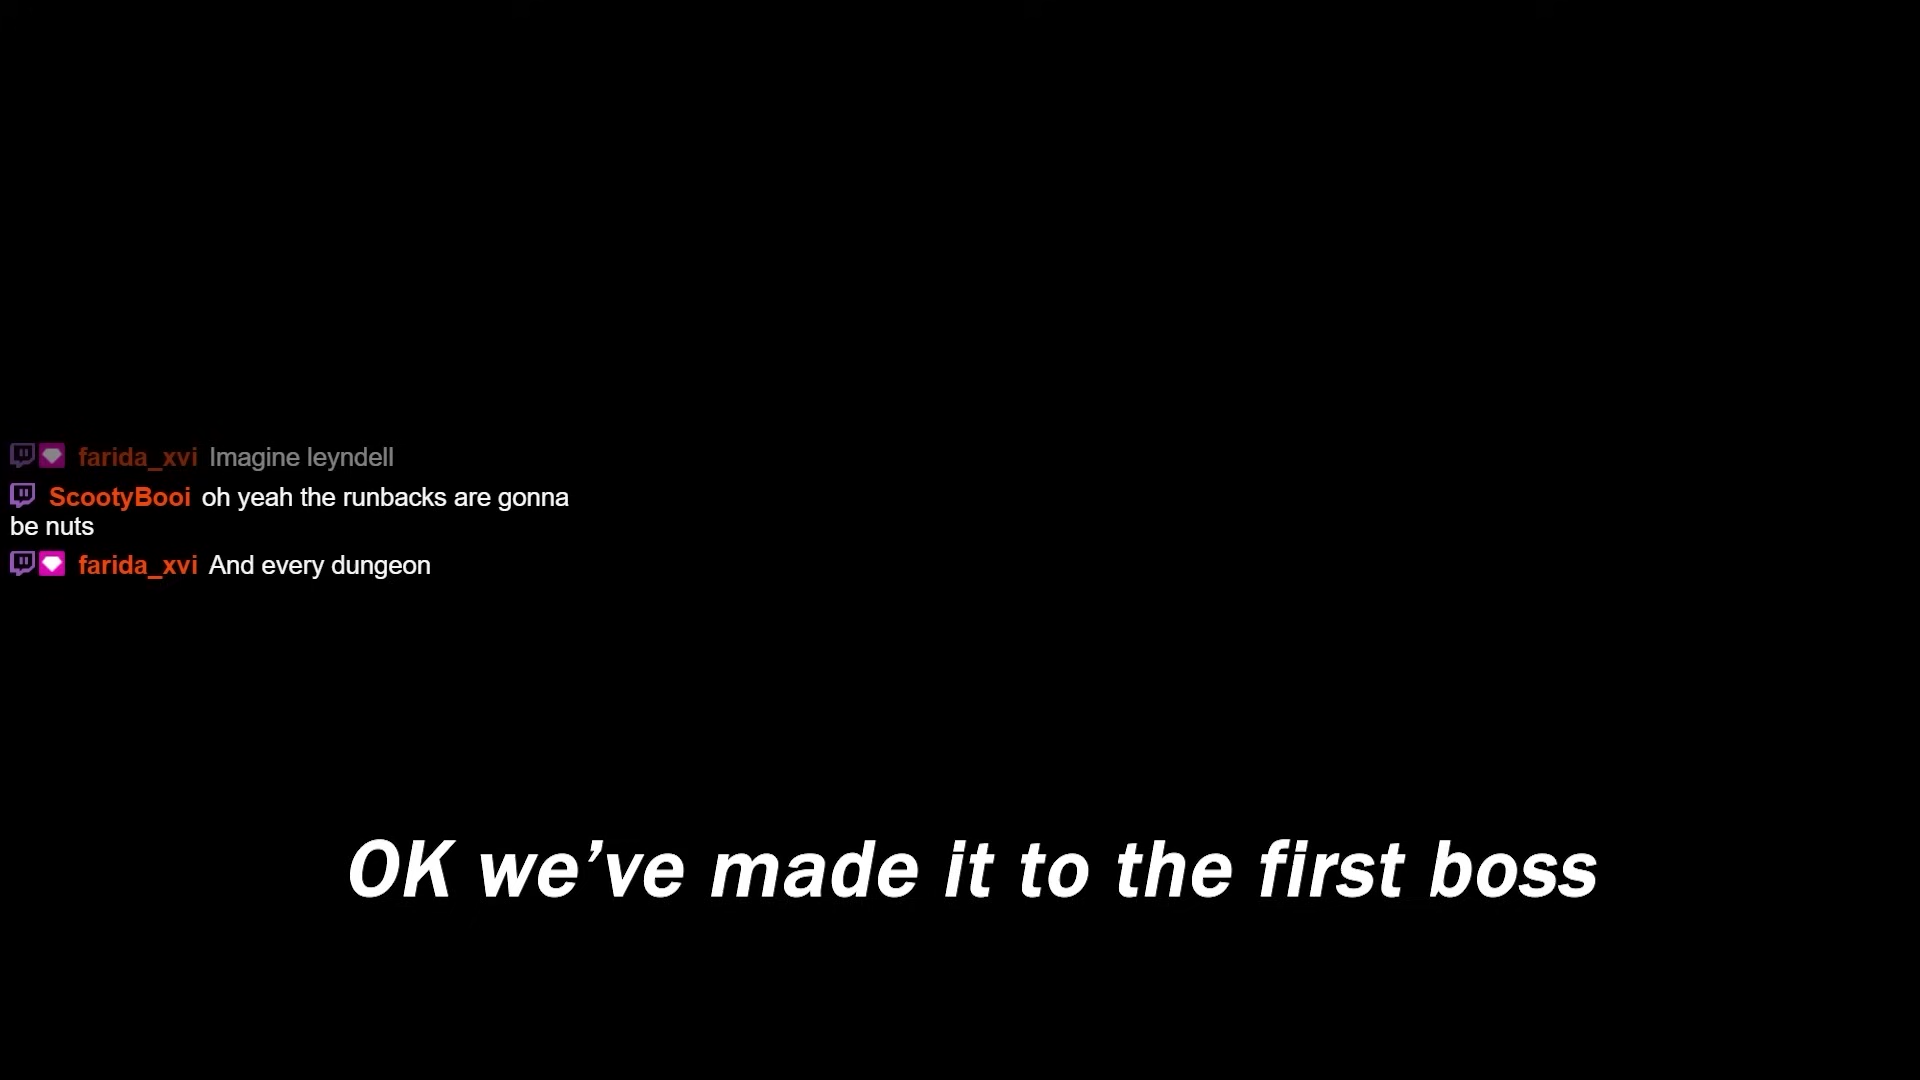 farida_xvi Imagine leyndell
ScootyBooi oh yeah the runbacks are gonna
be nuts
farida_xvi And every dungeon
OK we’ve made it to the first boss